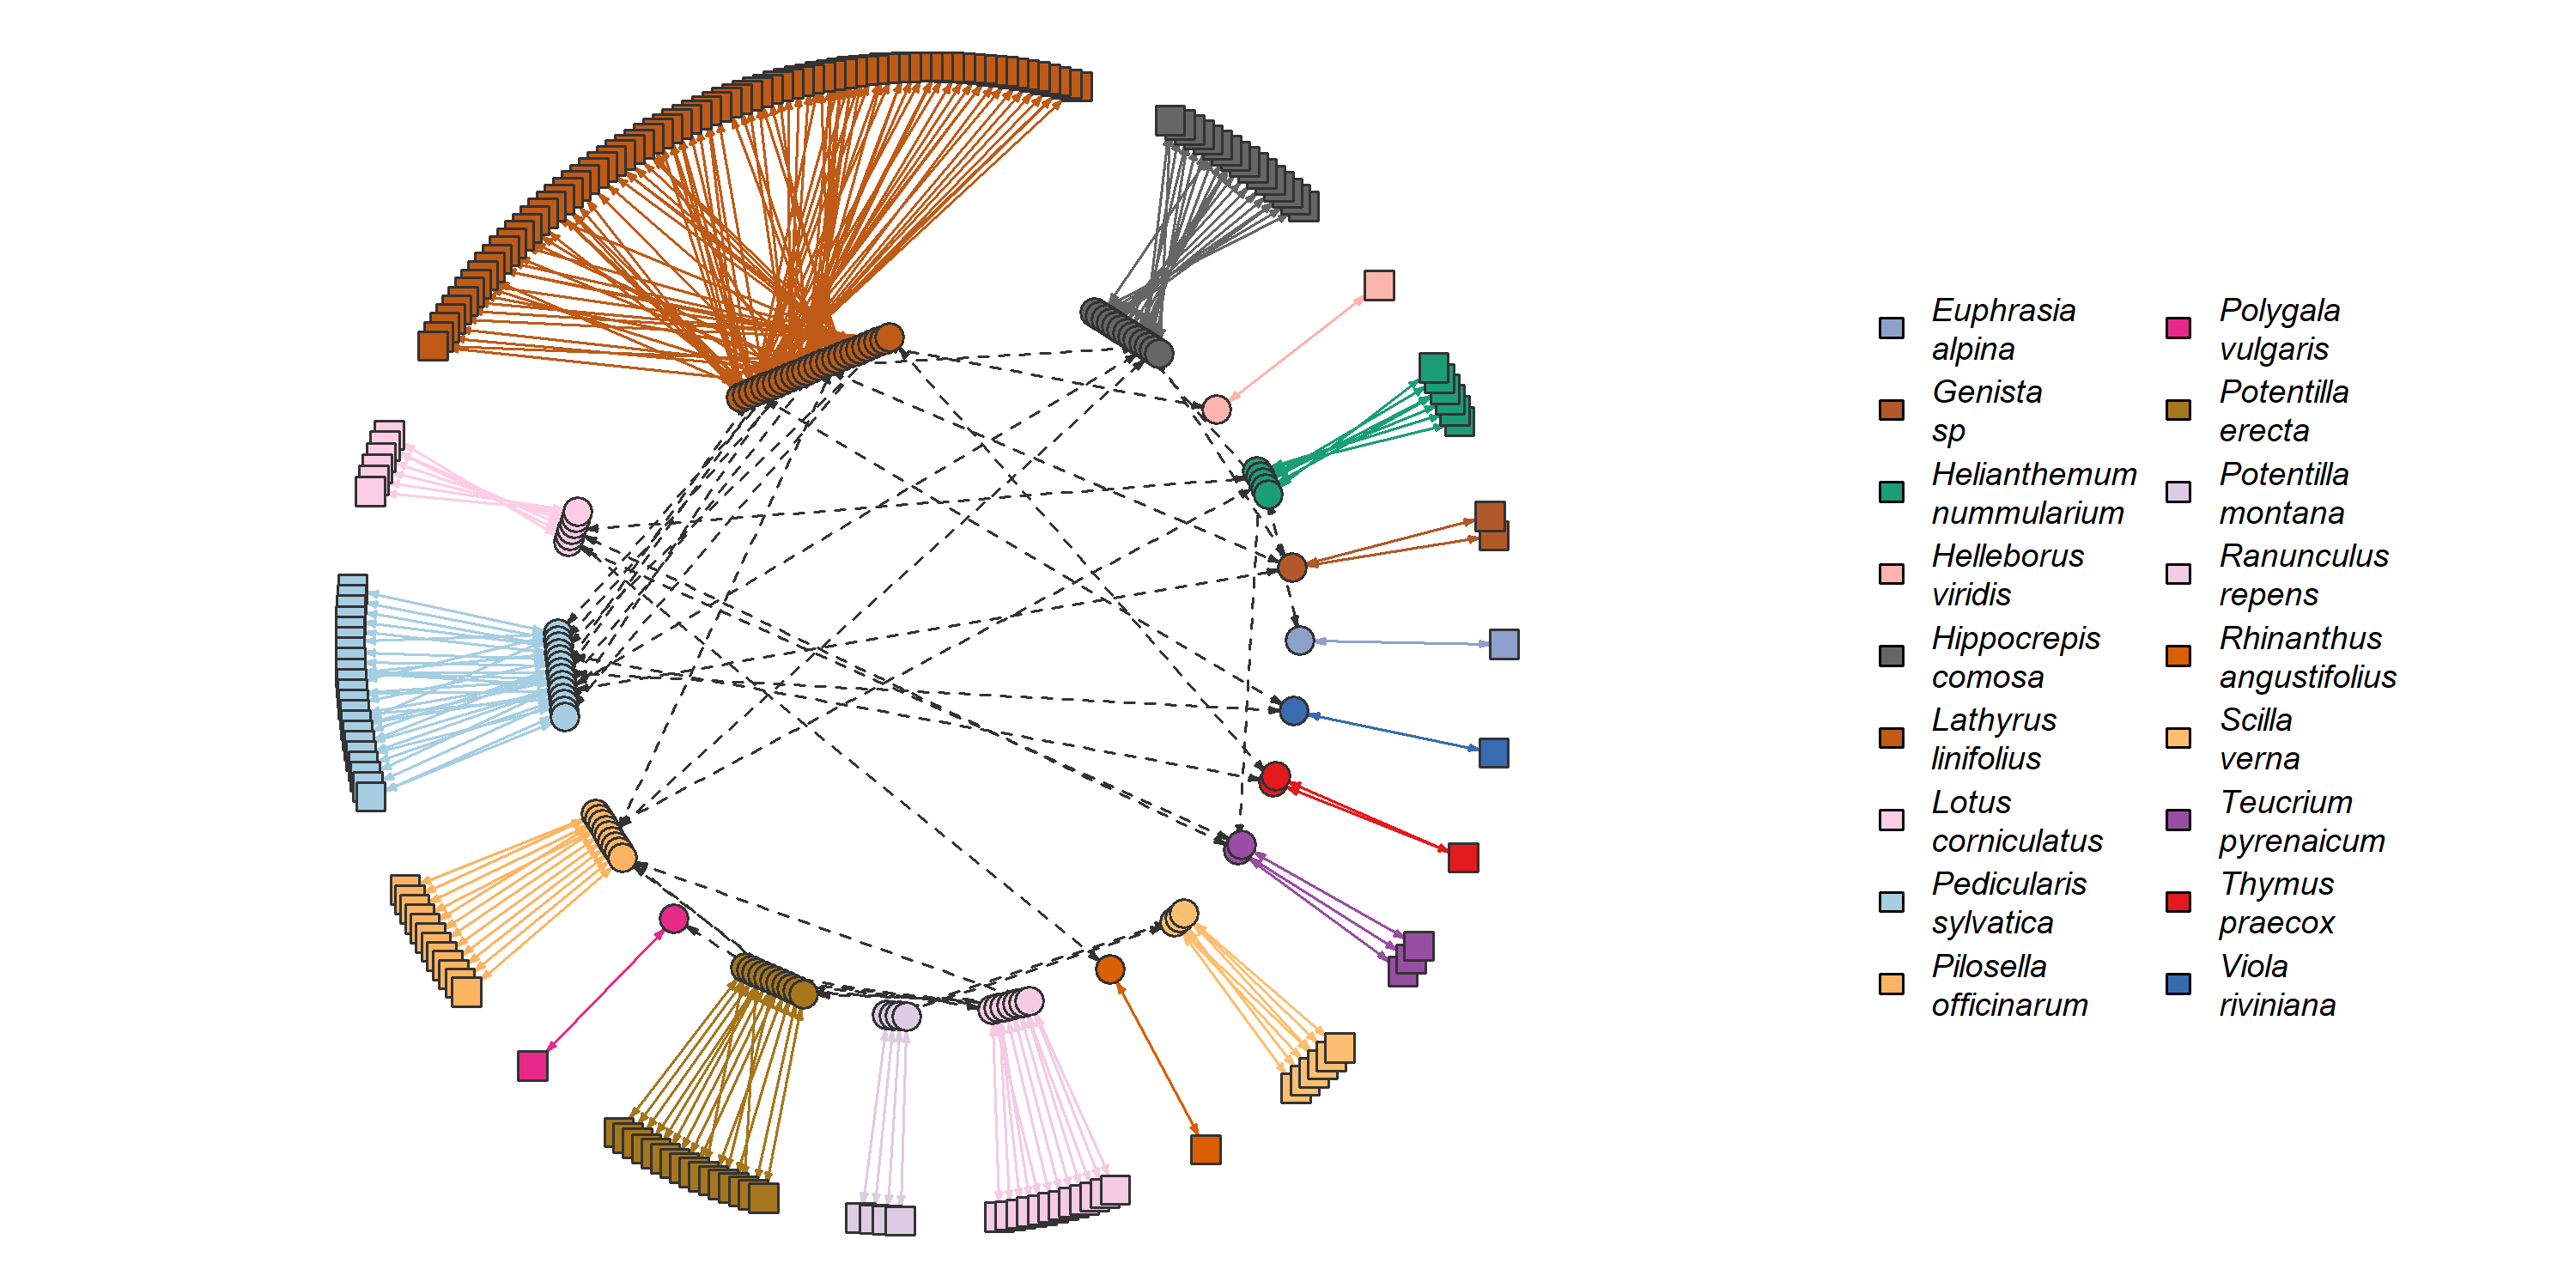 Euphrasia
alpina
Genista
sp
Helianthemum
nummularium
Helleborus
viridis
Hippocrepis
comosa
Lathyrus
linifolius
Lotus
corniculatus
Pedicularis
sylvatica
Pilosella
officinarum
Polygala
vulgaris
Potentilla
erecta
Potentilla
montana
Ranunculus
repens
Rhinanthus
angustifolius
Scilla
verna
Teucrium
pyrenaicum
Thymus
praecox
Viola
riviniana